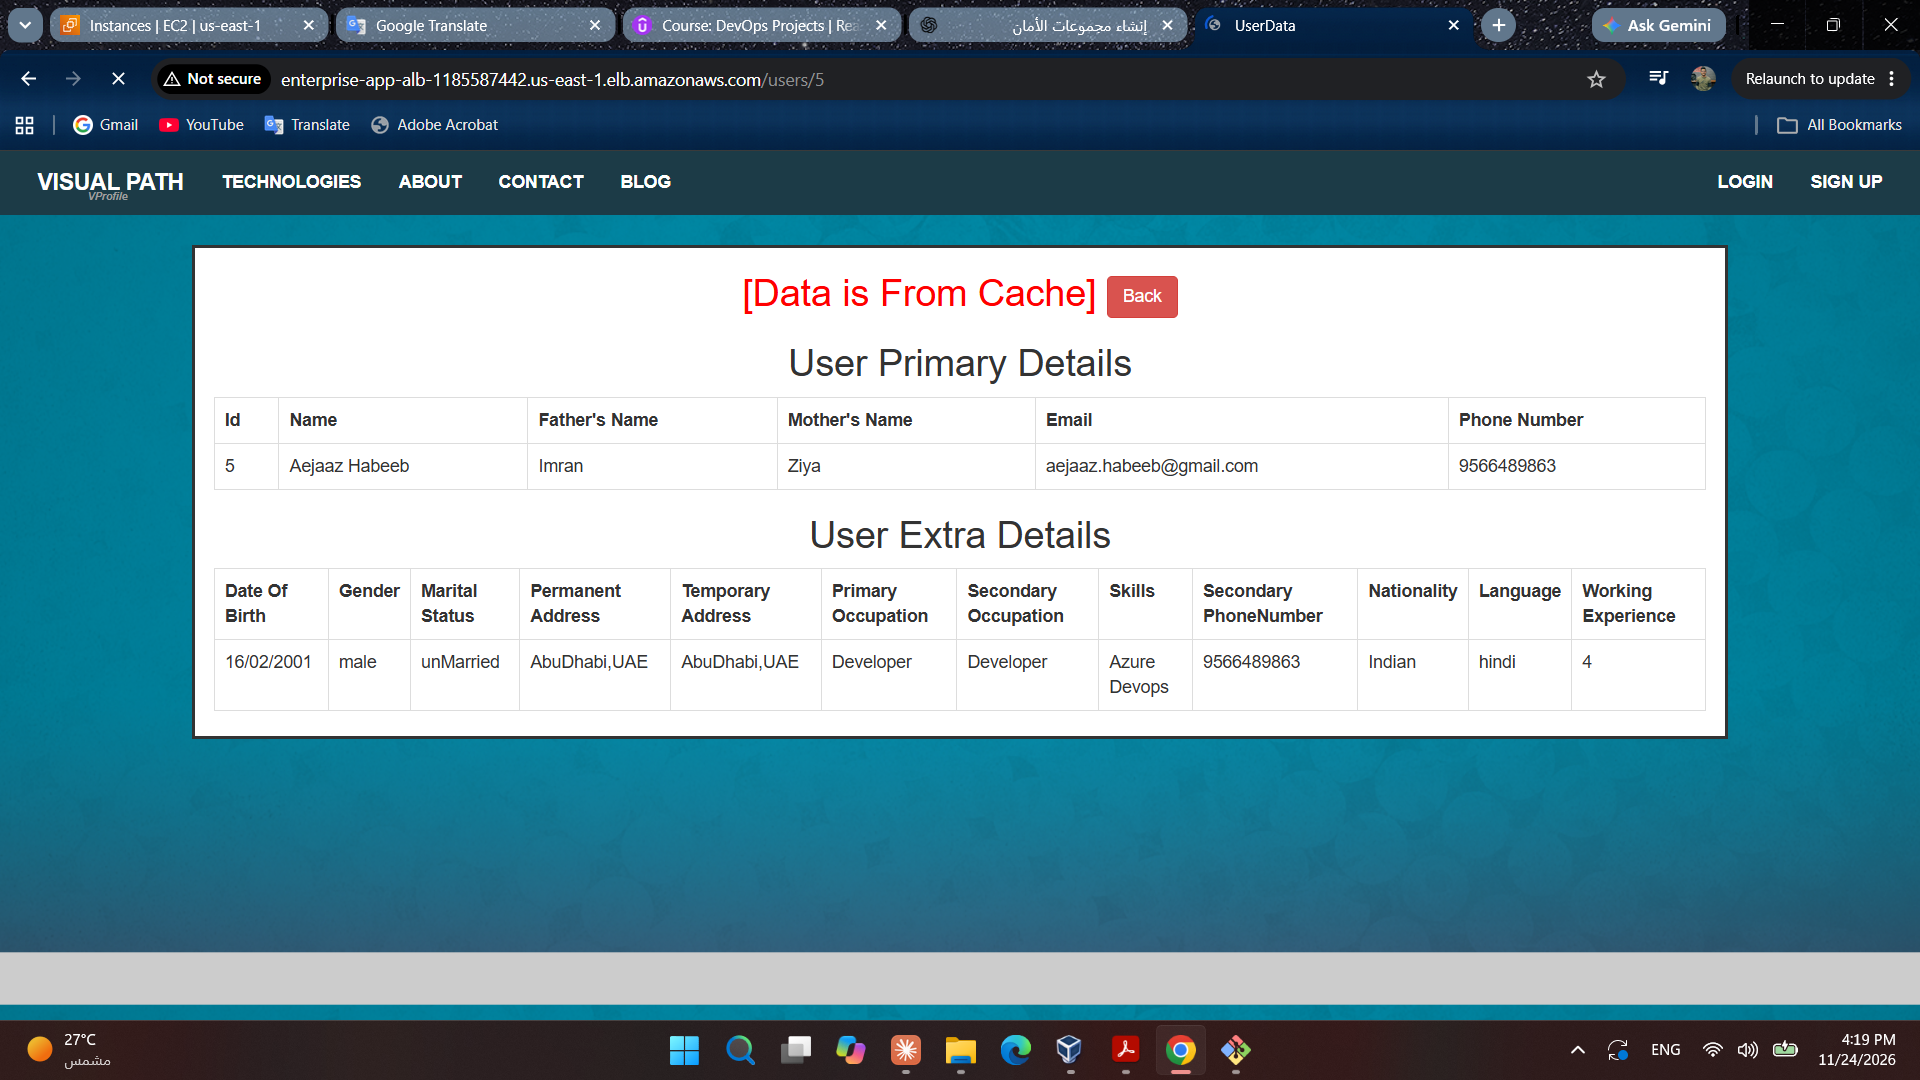 Instances | EC2 | us-east-1
Google Translate
Course: DevOps Projects | Rea
إنشاء مجموعات الأمان
UserData
Ask Gemini
Not secure
enterprise-app-alb-1185587442.us-east-1.elb.amazonaws.com/users/5
Relaunch to update
Gmail
YouTube
Translate
Adobe Acrobat
All Bookmarks
VISUAL PATH
VProfile
TECHNOLOGIES
ABOUT
CONTACT
BLOG
LOGIN
SIGN UP
[Data is From Cache]
Back
User Primary Details
Id Name Father's Name Mother's Name Email Phone Number
5 Aejaaz Habeeb Imran Ziya aejaaz.habeeb@gmail.com 9566489863
User Extra Details
Date Of Birth Gender Marital Status Permanent Address Temporary Address Primary Occupation Secondary Occupation Skills Secondary PhoneNumber Nationality Language Working Experience
16/02/2001 male unMarried AbuDhabi,UAE AbuDhabi,UAE Developer Developer Azure Devops 9566489863 Indian hindi 4
27°C
مشمس
ENG
4:19 PM
11/24/2026